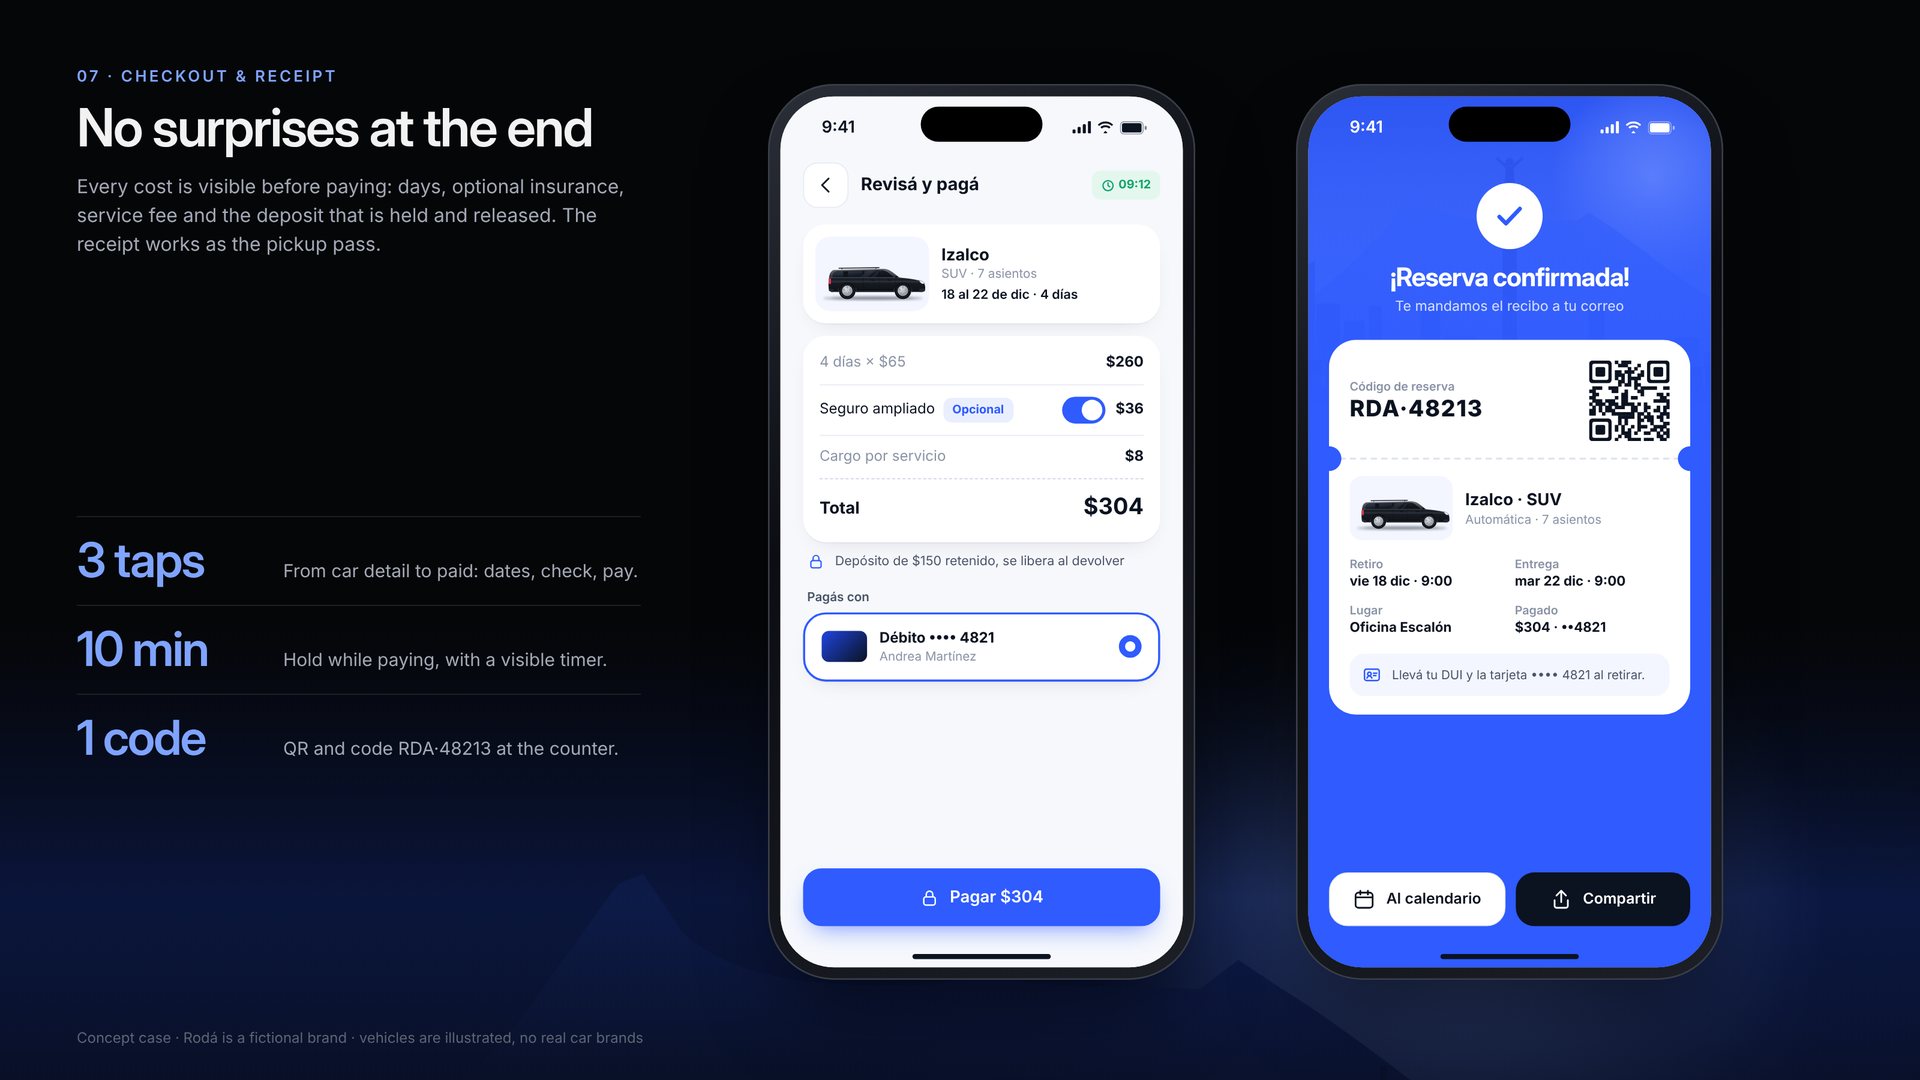 07 · CHECKOUT & RECEIPT
No surprises at the end
Every cost is visible before paying: days, optional insurance,
service fee and the deposit that is held and released. The
receipt works as the pickup pass.
3 taps
From car detail to paid: dates, check, pay.
10 min
Hold while paying, with a visible timer.
1 code
QR and code RDA·48213 at the counter.
Concept case · Rodá is a fictional brand · vehicles are illustrated, no real car brands
9:41
Revisá y pagá
09:12
Izalco
SUV · 7 asientos
18 al 22 de dic · 4 días
4 días × $65
$260
Seguro ampliado
Opcional
$36
Cargo por servicio
$8
Total
$304
Depósito de $150 retenido, se libera al devolver
Pagás con
Débito •••• 4821
Andrea Martínez
Pagar $304
9:41
¡Reserva confirmada!
Te mandamos el recibo a tu correo
Código de reserva
RDA·48213
Izalco · SUV
Automática · 7 asientos
Retiro
vie 18 dic · 9:00
Entrega
mar 22 dic · 9:00
Lugar
Oficina Escalón
Pagado
$304 · ••4821
Llevá tu DUI y la tarjeta •••• 4821 al retirar.
Al calendario
Compartir